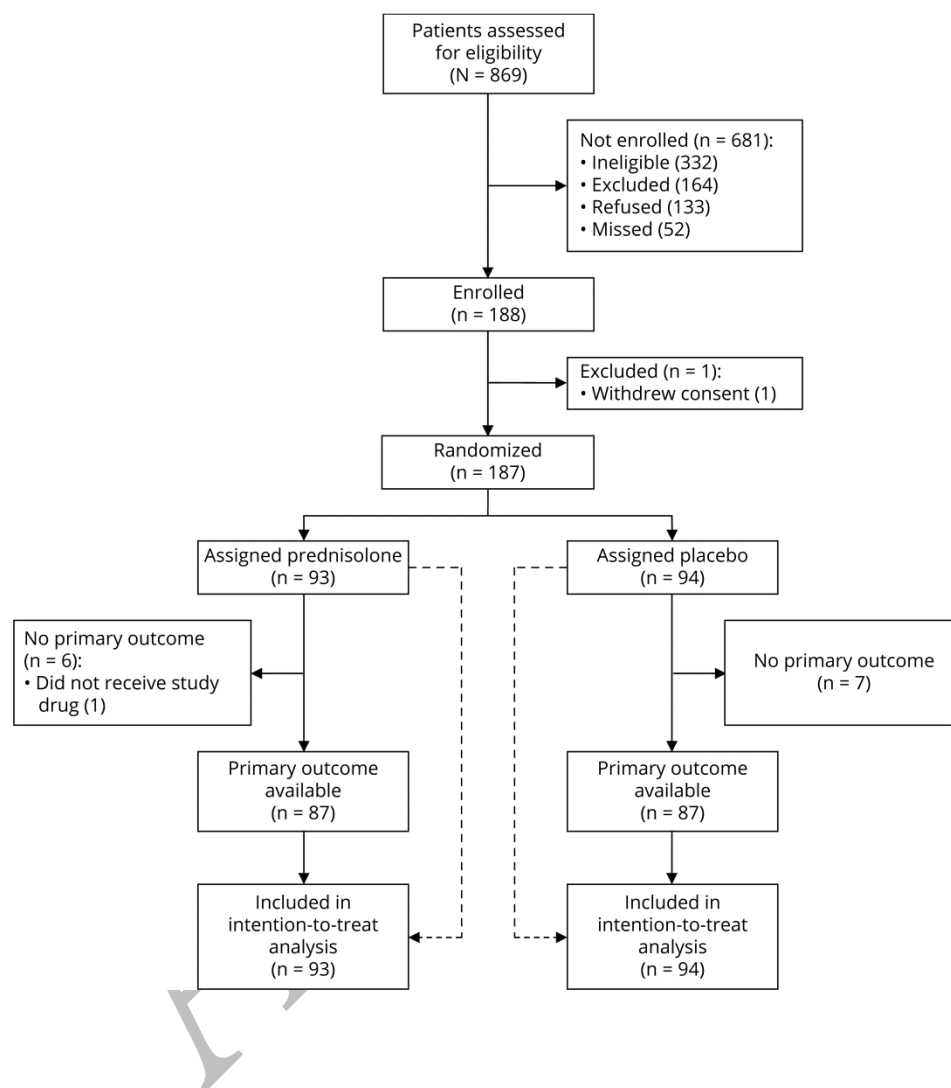 Patients assessed
for eligibility
(N = 869)
Not enrolled (n = 681):
• Ineligible (332)
• Excluded (164)
• Refused (133)
• Missed (52)
Enrolled
(n = 188)
Excluded (n = 1):
• Withdrew consent (1)
Randomized
(n = 187)
Assigned prednisolone
(n = 93)
Assigned placebo
(n = 94)
No primary outcome
(n = 6):
• Did not receive study
drug (1)
No primary outcome
(n = 7)
Primary outcome
available
(n = 87)
Primary outcome
available
(n = 87)
Included in
intention-to-treat
analysis
(n = 93)
Included in
intention-to-treat
analysis
(n = 94)